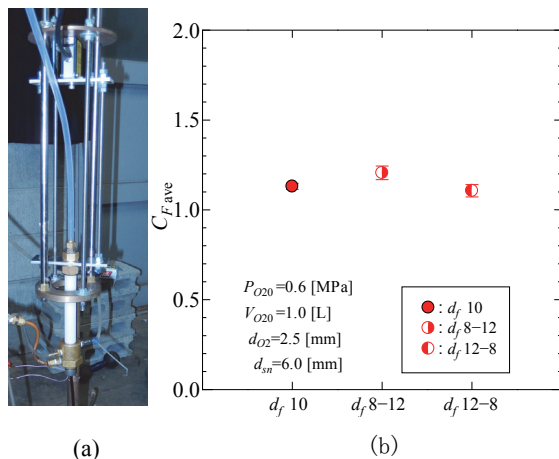 2.0
1.5
1.0
0.5
0.0
C_F ave
P_O20=0.6 [MPa]
V_O20=1.0 [L]
d_O2=2.5 [mm]
d_sn=6.0 [mm]
: d_f 10
: d_f 8−12
: d_f 12−8
d_f 10 d_f 8−12 d_f 12−8
(a) (b)